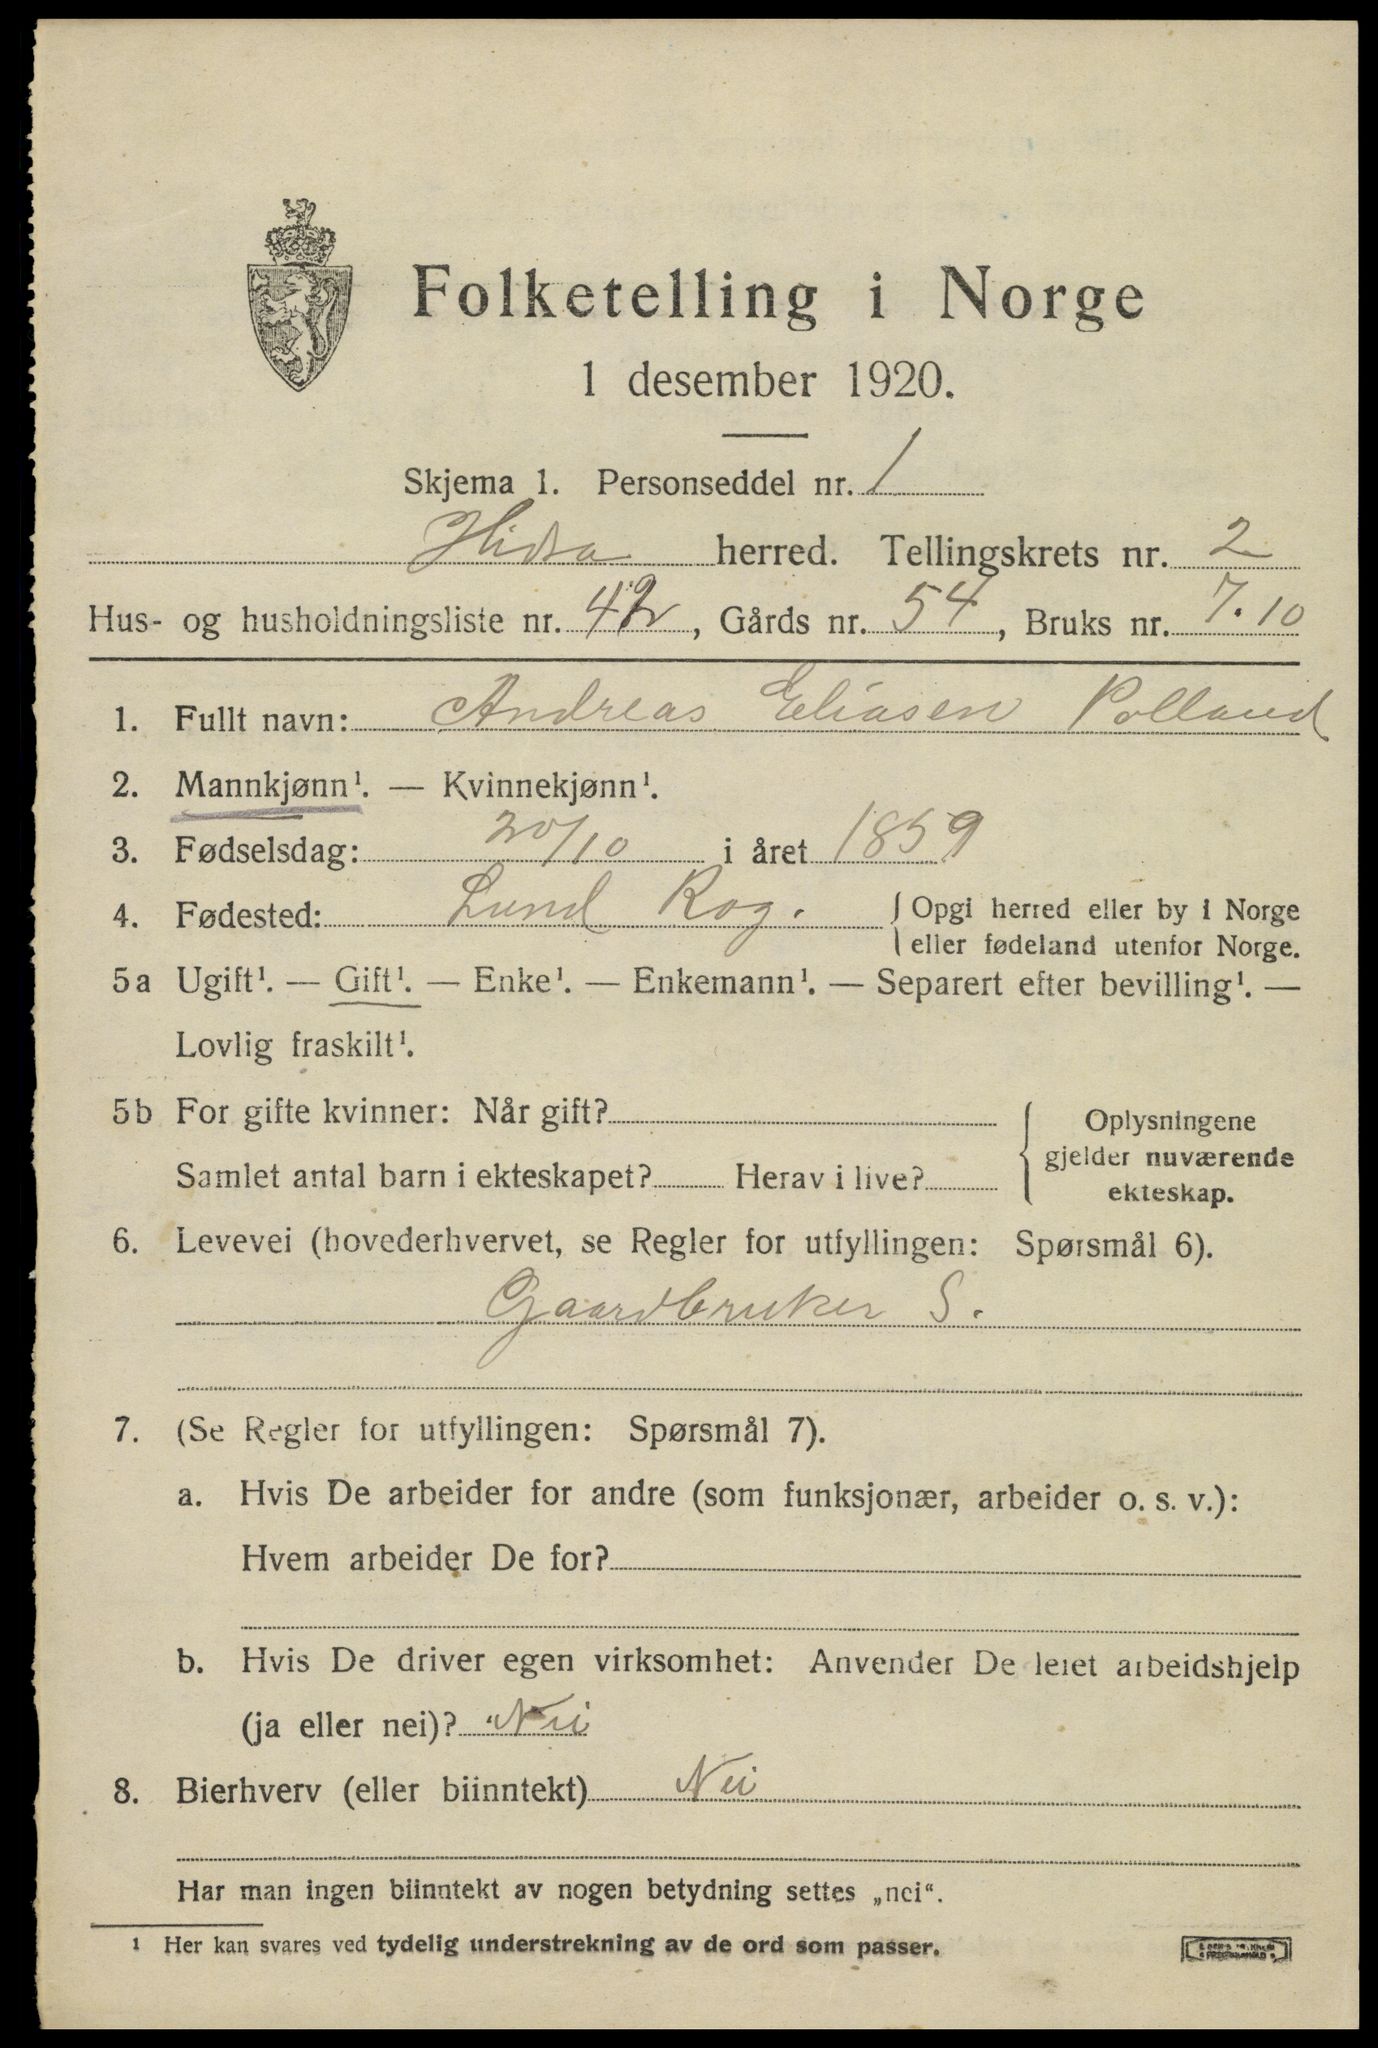 Folketelling i Norge
1 desember 1920.
Skjema 1. Personseddel nr. 1
Hidra herred. Tellingskrets nr. 2
Hus- og husholdningsliste nr. 42, Gårds nr. 54, Bruks nr. 7.10
1. Fullt navn: Andreas Eliasen Polland
2. Mannkjønn¹. — Kvinnekjønn¹.
3. Fødselsdag: 20/10 i året 1859
4. Fødested: Lund Rog. { Opgi herred eller by i Norge
eller fødeland utenfor Norge.
5a Ugift¹. — Gift¹. — Enke¹. — Enkemann¹. — Separert efter bevilling¹. —
Lovlig fraskilt¹.
5b For gifte kvinner: Når gift?
Samlet antal barn i ekteskapet? Herav i live?
Oplysningene
gjelder nuværende
ekteskap.
6. Levevei (hovederhvervet, se Regler for utfyllingen: Spørsmål 6).
Gaardbruker S.
7. (Se Regler for utfyllingen: Spørsmål 7).
a. Hvis De arbeider for andre (som funksjonær, arbeider o. s. v.):
Hvem arbeider De for?
b. Hvis De driver egen virksomhet: Anvender De leiet arbeidshjelp
(ja eller nei)? Nei
8. Bierhverv (eller biinntekt) Nei
Har man ingen biinntekt av nogen betydning settes „nei“.
¹ Her kan svares ved tydelig understrekning av de ord som passer.